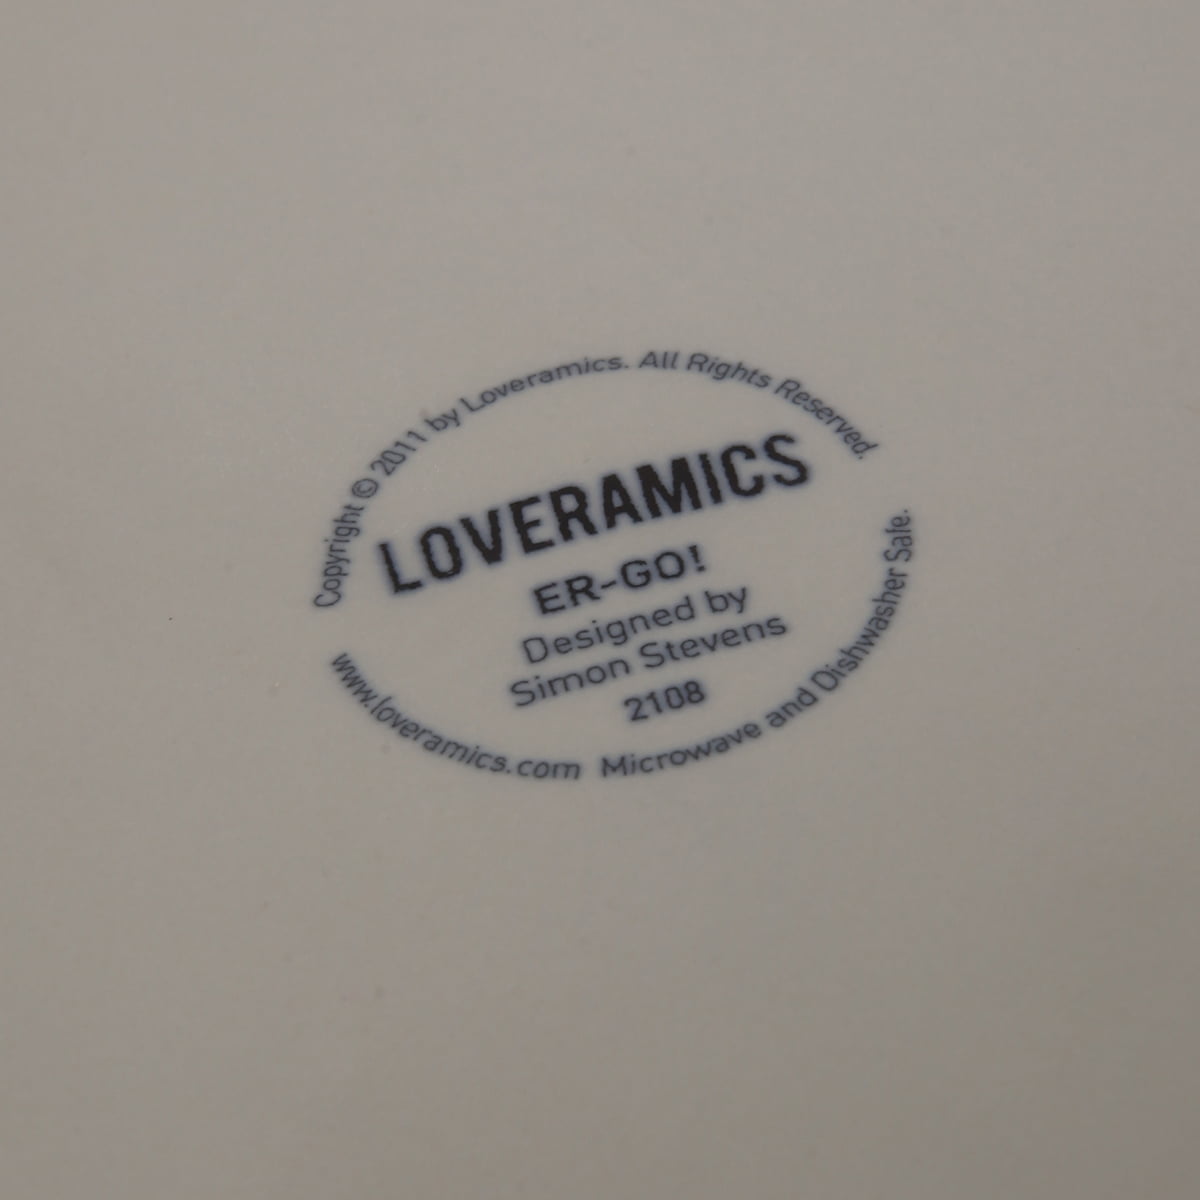 Copyright © 2011 by Loveramics. All Rights Reserved.
LOVERAMICS
ER-GO!
Designed by
Simon Stevens
2108
www.loveramics.com Microwave and Dishwasher Safe.